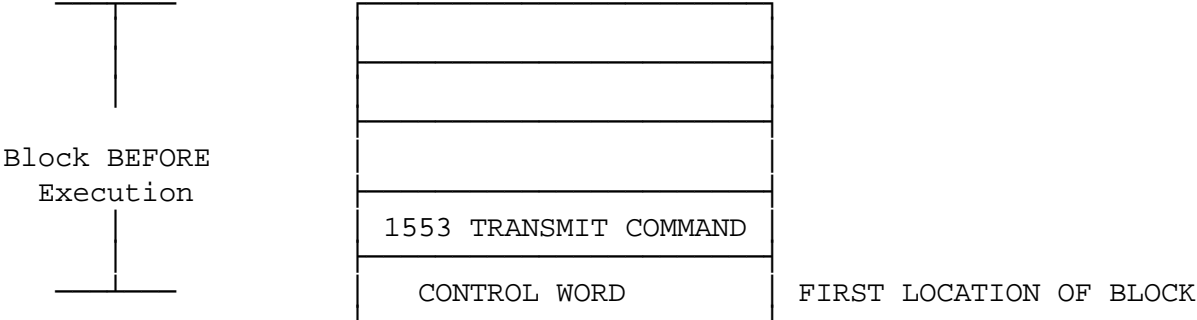 Block BEFORE
Execution
1553 TRANSMIT COMMAND
CONTROL WORD
FIRST LOCATION OF BLOCK